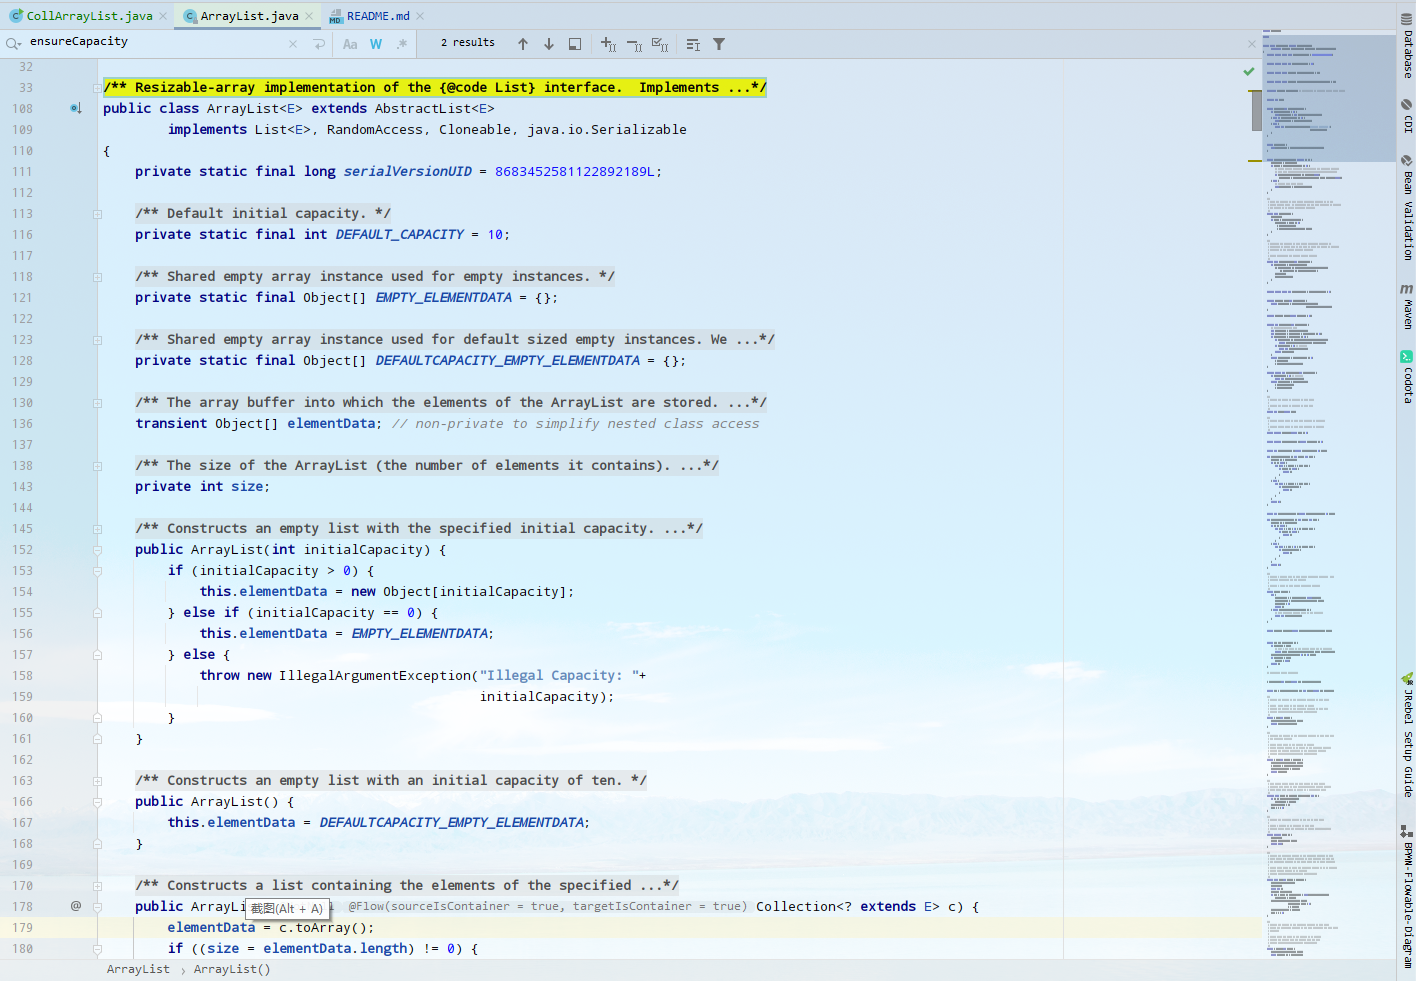 CollArrayList.java ArrayList.java README.md
ensureCapacity Aa W .* 2 results
32
33 /** Resizable-array implementation of the {@code List} interface.  Implements ...*/
108 public class ArrayList<E> extends AbstractList<E>
109         implements List<E>, RandomAccess, Cloneable, java.io.Serializable
110 {
111     private static final long serialVersionUID = 8683452581122892189L;
112
113     /** Default initial capacity. */
116     private static final int DEFAULT_CAPACITY = 10;
117
118     /** Shared empty array instance used for empty instances. */
121     private static final Object[] EMPTY_ELEMENTDATA = {};
122
123     /** Shared empty array instance used for default sized empty instances. We ...*/
128     private static final Object[] DEFAULTCAPACITY_EMPTY_ELEMENTDATA = {};
129
130     /** The array buffer into which the elements of the ArrayList are stored. ...*/
136     transient Object[] elementData; // non-private to simplify nested class access
137
138     /** The size of the ArrayList (the number of elements it contains). ...*/
143     private int size;
144
145     /** Constructs an empty list with the specified initial capacity. ...*/
152     public ArrayList(int initialCapacity) {
153         if (initialCapacity > 0) {
154             this.elementData = new Object[initialCapacity];
155         } else if (initialCapacity == 0) {
156             this.elementData = EMPTY_ELEMENTDATA;
157         } else {
158             throw new IllegalArgumentException("Illegal Capacity: "+
159                                                initialCapacity);
160         }
161     }
162
163     /** Constructs an empty list with an initial capacity of ten. */
166     public ArrayList() {
167         this.elementData = DEFAULTCAPACITY_EMPTY_ELEMENTDATA;
168     }
169
170     /** Constructs a list containing the elements of the specified ...*/
178 @ public ArrayLi 截图(Alt + A) @Flow(sourceIsContainer = true, targetIsContainer = true) Collection<? extends E> c) {
179         elementData = c.toArray();
180         if ((size = elementData.length) != 0) {
ArrayList › ArrayList()
Database
CDI
Bean Validation
m Maven
Codota
JRebel Setup Guide
BPMN-Flowable-Diagram